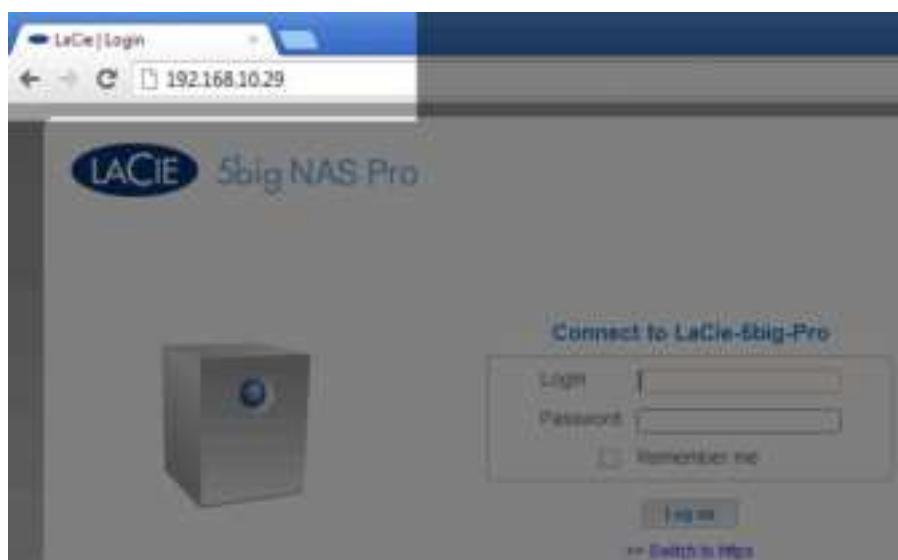 LaCie | Login
192.168.10.29
LACIE 5big NAS Pro
Connect to LaCie-5big-Pro
Login
Password
Remember me
Log on
>> Switch to https